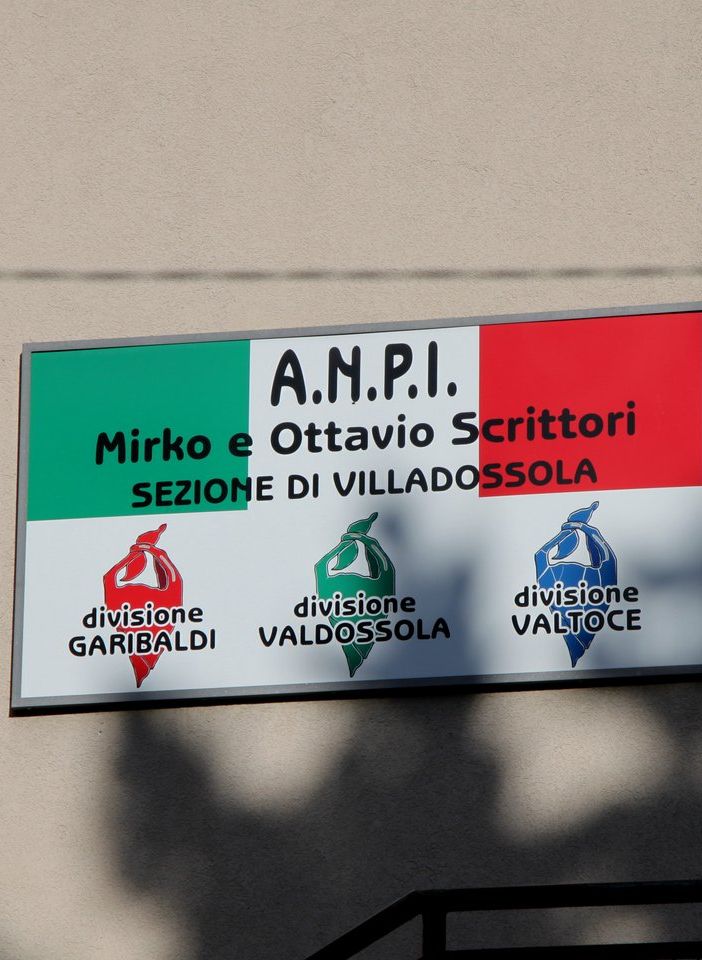 A.N.P.I.
Mirko e Ottavio Scrittori
SEZIONE DI VILLADOSSOLA
divisione
GARIBALDI
divisione
VALDOSSOLA
divisione
VALTOCE